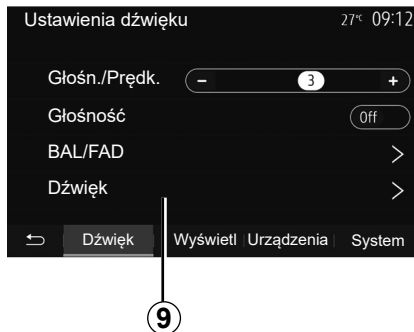 Ustawienia dźwięku 27°C 09:12
Głośn./Prędk. - 3 +
Głośność Off
BAL/FAD >
Dźwięk >
Dźwięk Wyświetl Urządzenia System
9